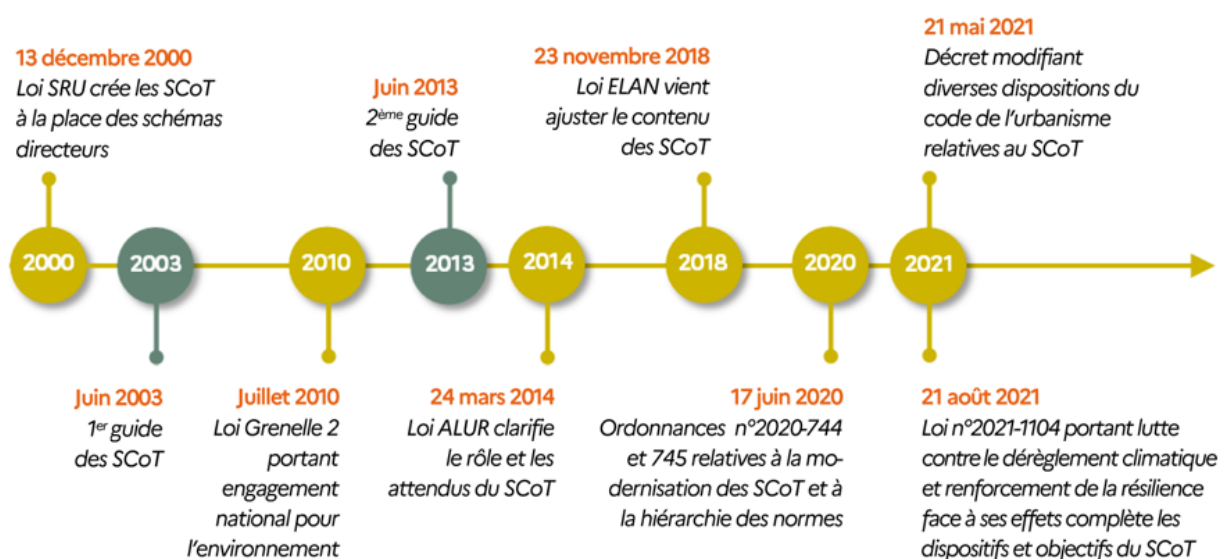 13 décembre 2000
Loi SRU crée les SCoT
à la place des schémas
directeurs
Juin 2013
2ème guide
des SCoT
23 novembre 2018
Loi ELAN vient
ajuster le contenu
des SCoT
21 mai 2021
Décret modifiant
diverses dispositions du
code de l'urbanisme
relatives au SCoT
2000
2003
2010
2013
2014
2018
2020
2021
Juin 2003
1er guide
des SCoT
Juillet 2010
Loi Grenelle 2
portant
engagement
national pour
l'environnement
24 mars 2014
Loi ALUR clarifie
le rôle et les
attendus du SCoT
17 juin 2020
Ordonnances n°2020-744
et 745 relatives à la mo-
dernisation des SCoT et à
la hiérarchie des normes
21 août 2021
Loi n°2021-1104 portant lutte
contre le dérèglement climatique
et renforcement de la résilience
face à ses effets complète les
dispositifs et objectifs du SCoT